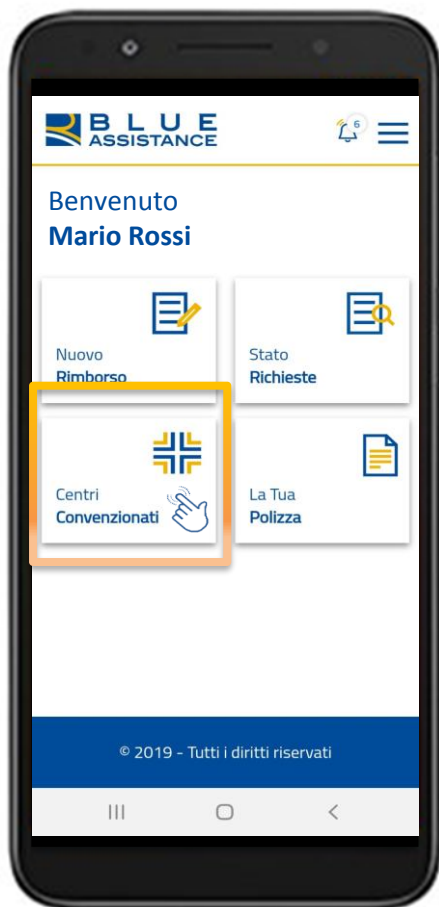 BLUE
ASSISTANCE
6
Benvenuto
Mario Rossi
Nuovo
Rimborso
Stato
Richieste
Centri
Convenzionati
La Tua
Polizza
© 2019 - Tutti i diritti riservati